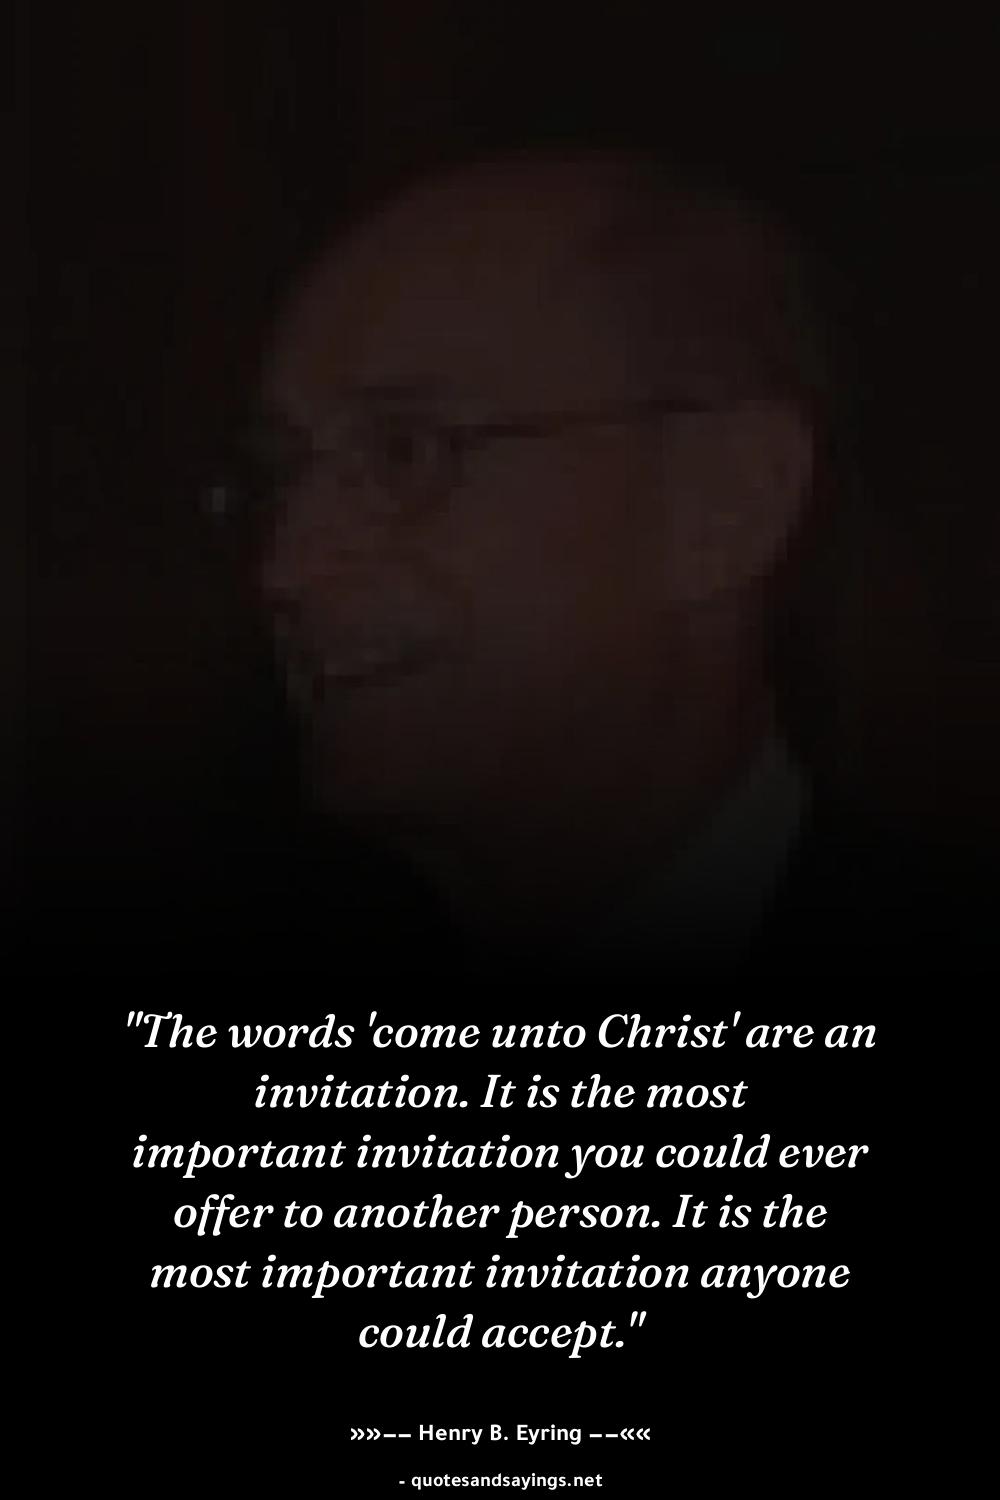 "The words 'come unto Christ' are an
invitation. It is the most
important invitation you could ever
offer to another person. It is the
most important invitation anyone
could accept."
»»–– Henry B. Eyring ––««
- quotesandsayings.net